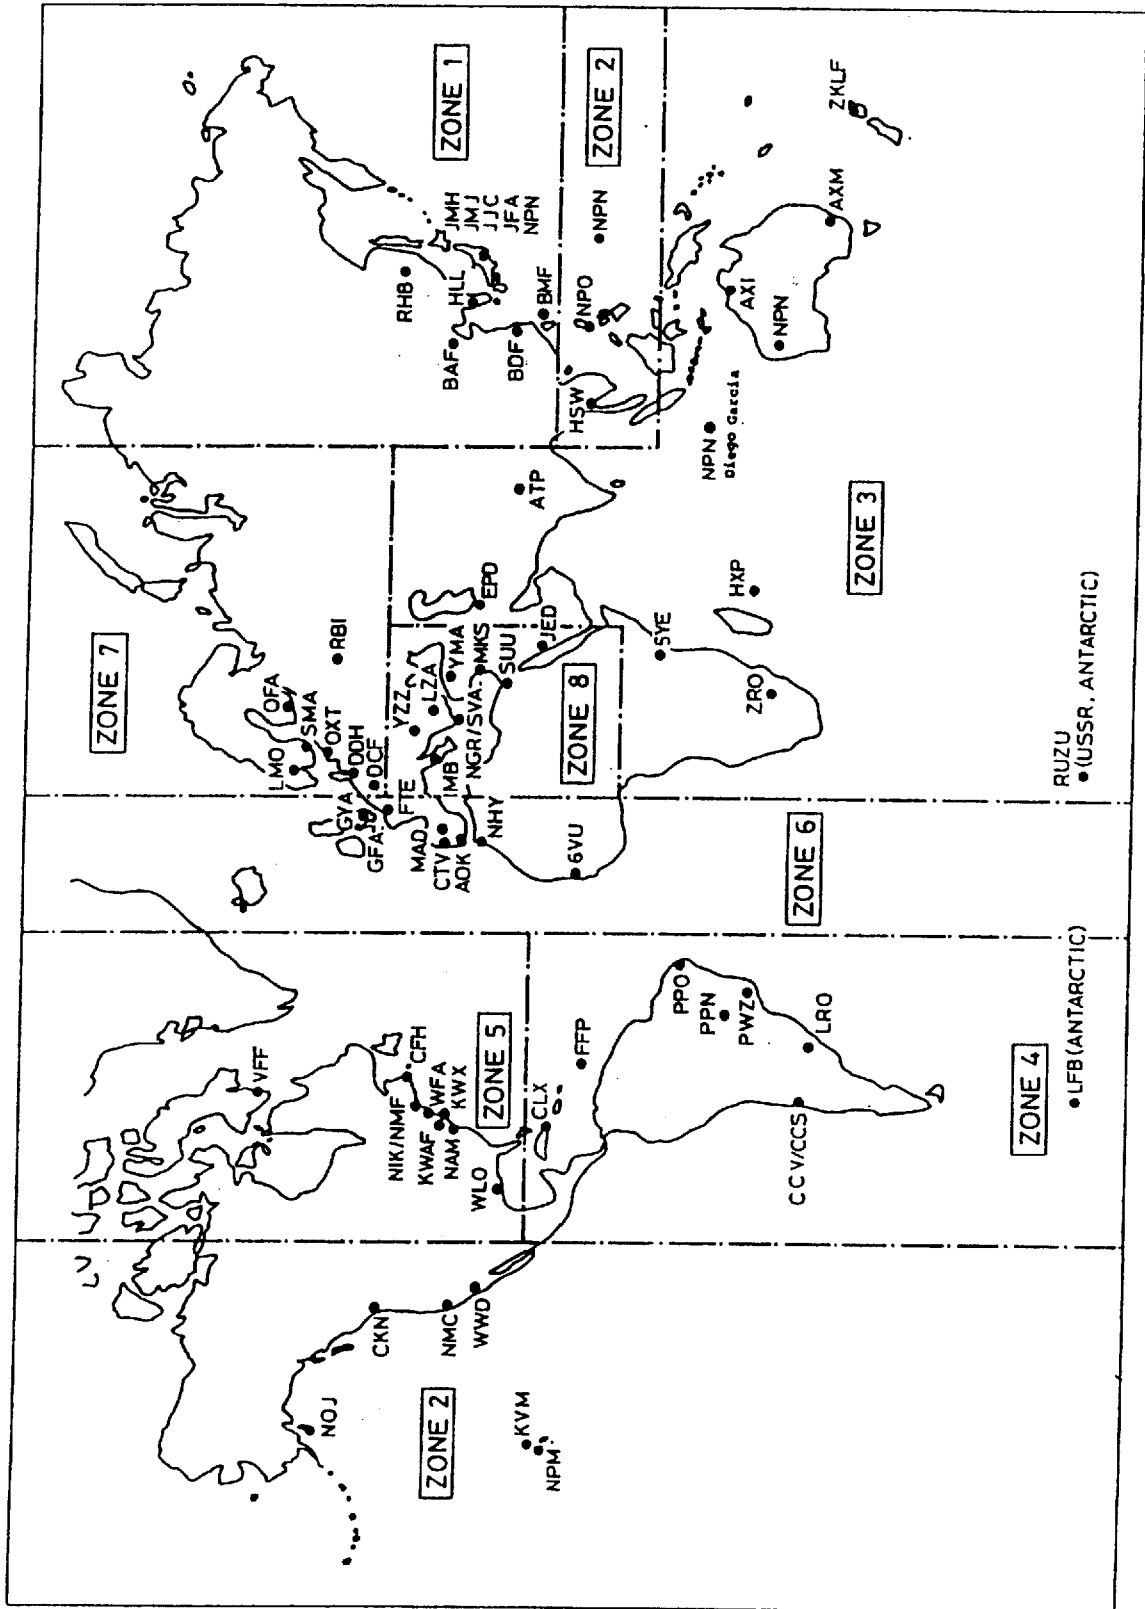 ZONE 1
ZONE 2
ZONE 3
ZONE 7
ZONE 8
ZONE 6
ZONE 5
ZONE 4
ZONE 2
ZKLF
AXM
AXI
NPN
NPN
Diego Garcia
NPN
NPO
HSW
JMH
JMJ
JJC
JFA
NPN
HLL
RHB
BAF
BDF
BMF
ATP
EPD
HXP
5YE
ZRO
JED
SUU
MKS
YMA
LZA
YZZ
NGR/SVA
IMB
RBI
OFA
SMA
OXT
LMO
DDH
DCF
GYA
GFA
FTE
MAD
CTV
AOK
NHY
6VU
RUZU
(USSR, ANTARCTIC)
VFF
CFH
NIK/NMF
WFA
KWX
KWAF
NAM
WLO
CLX
FFP
PPO
PPN
PWZ
LRO
CCV/CCS
LFB (ANTARCTIC)
CKN
NMC
WWD
NOJ
KVM
NPM